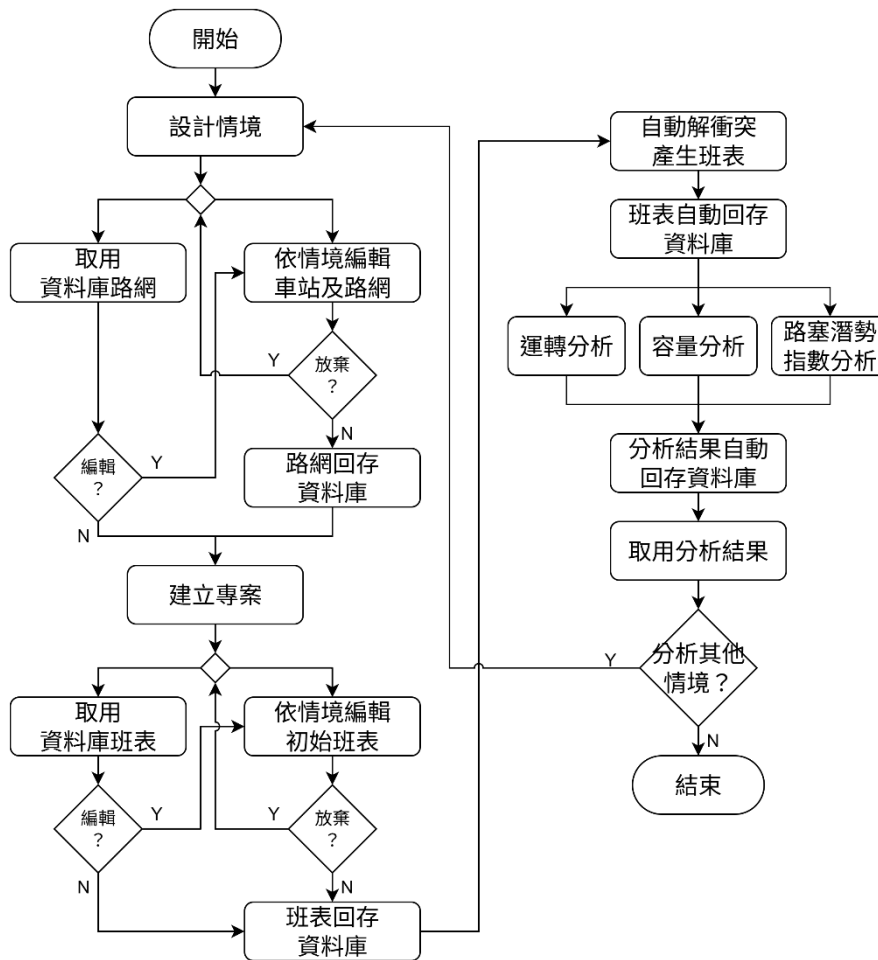 開始
設計情境
取用
資料庫路網
依情境編輯
車站及路網
放棄
？
Y
N
編輯
？
Y
N
路網回存
資料庫
建立專案
取用
資料庫班表
依情境編輯
初始班表
編輯
？
Y
N
放棄
？
Y
N
班表回存
資料庫
自動解衝突
產生班表
班表自動回存
資料庫
運轉分析
容量分析
路塞潛勢
指數分析
分析結果自動
回存資料庫
取用分析結果
分析其他
情境？
Y
N
結束